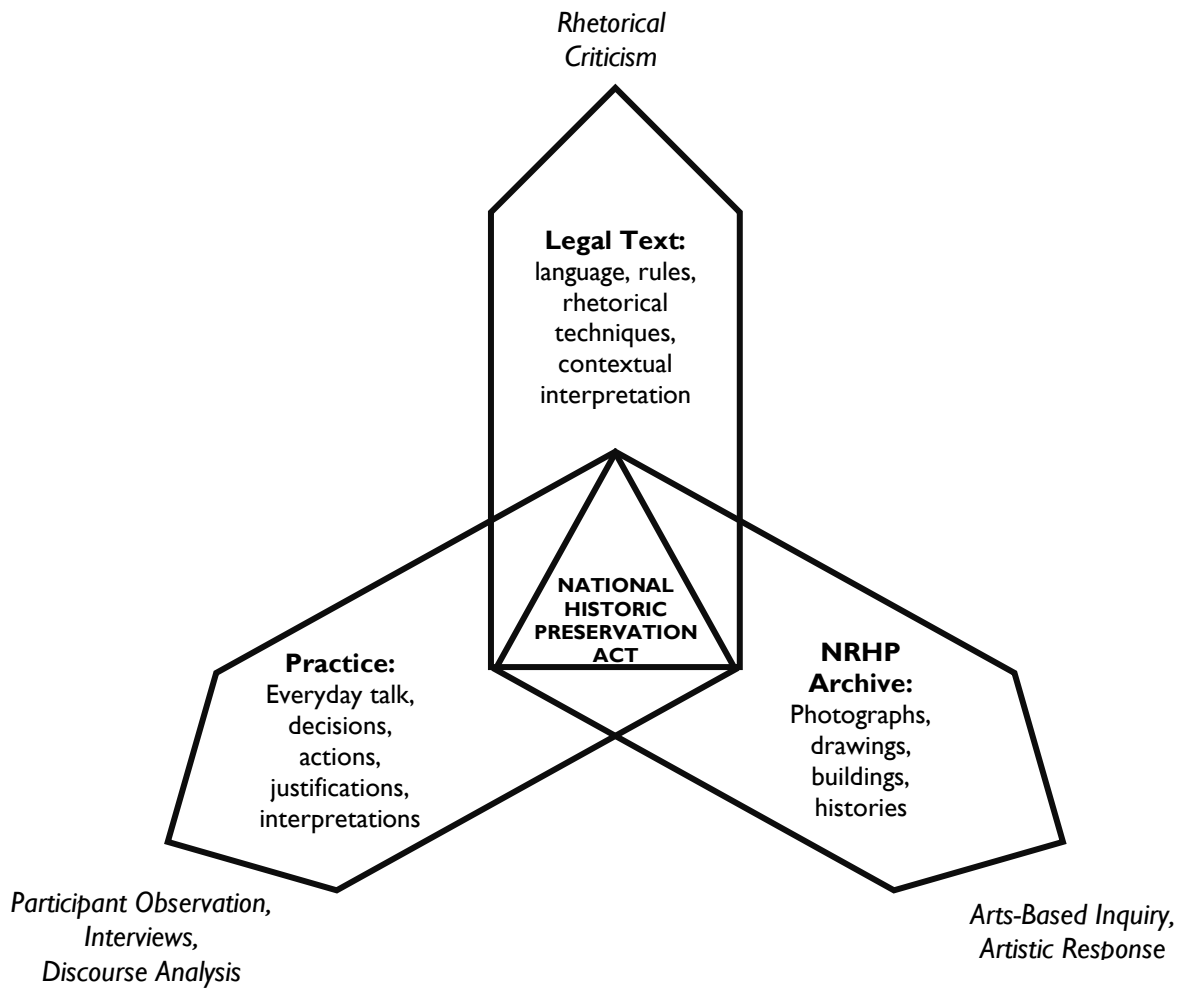 Rhetorical
Criticism
Legal Text:
language, rules,
rhetorical
techniques,
contextual
interpretation
NATIONAL
HISTORIC
PRESERVATION
ACT
Practice:
Everyday talk,
decisions,
actions,
justifications,
interpretations
NRHP
Archive:
Photographs,
drawings,
buildings,
histories
Participant Observation,
Interviews,
Discourse Analysis
Arts-Based Inquiry,
Artistic Response